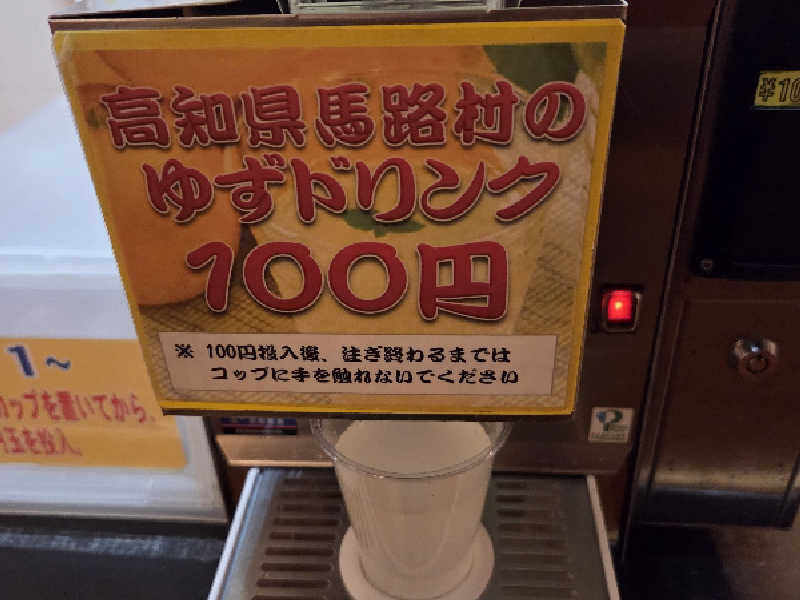 高知県馬路村の
ゆずドリンク
100円
※ 100円投入後、注ぎ終わるまでは
コップに手を触れないでください
¥10
1~
カップを置いてから、
玉を投入